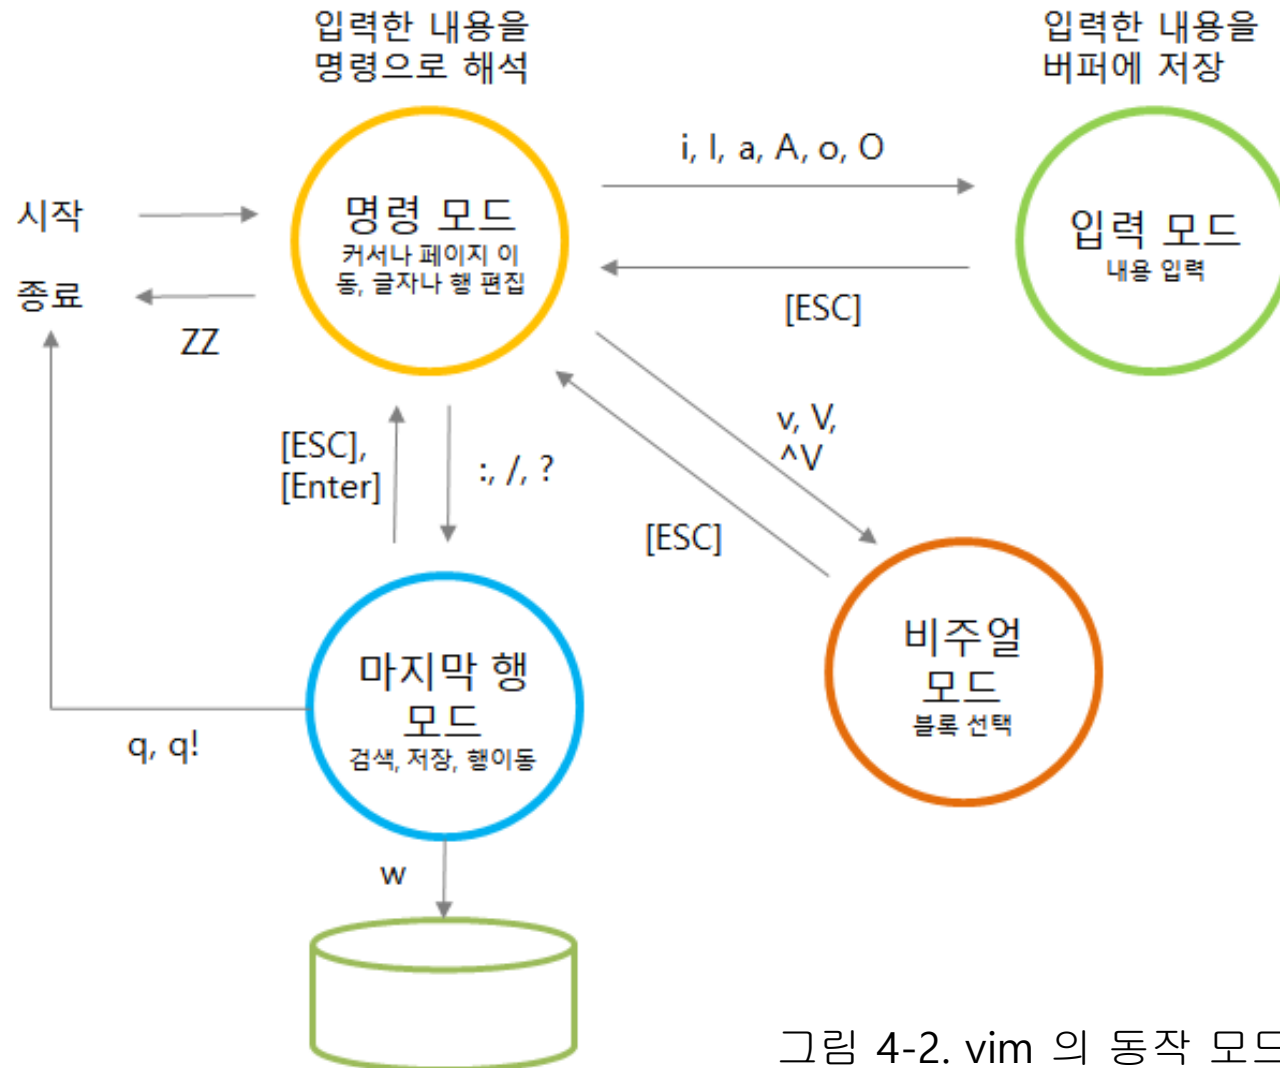 입력한 내용을
명령으로 해석
입력한 내용을
버퍼에 저장
i, I, a, A, o, O
시작
명령 모드
커서나 페이지 이
동, 글자나 행 편집
입력 모드
내용 입력
종료
ZZ
[ESC]
[ESC],
[Enter]
:, /, ?
v, V,
^V
[ESC]
비주얼
모드
블록 선택
마지막 행
모드
검색, 저장, 행이동
q, q!
w
그림 4-2. vim 의 동작 모드